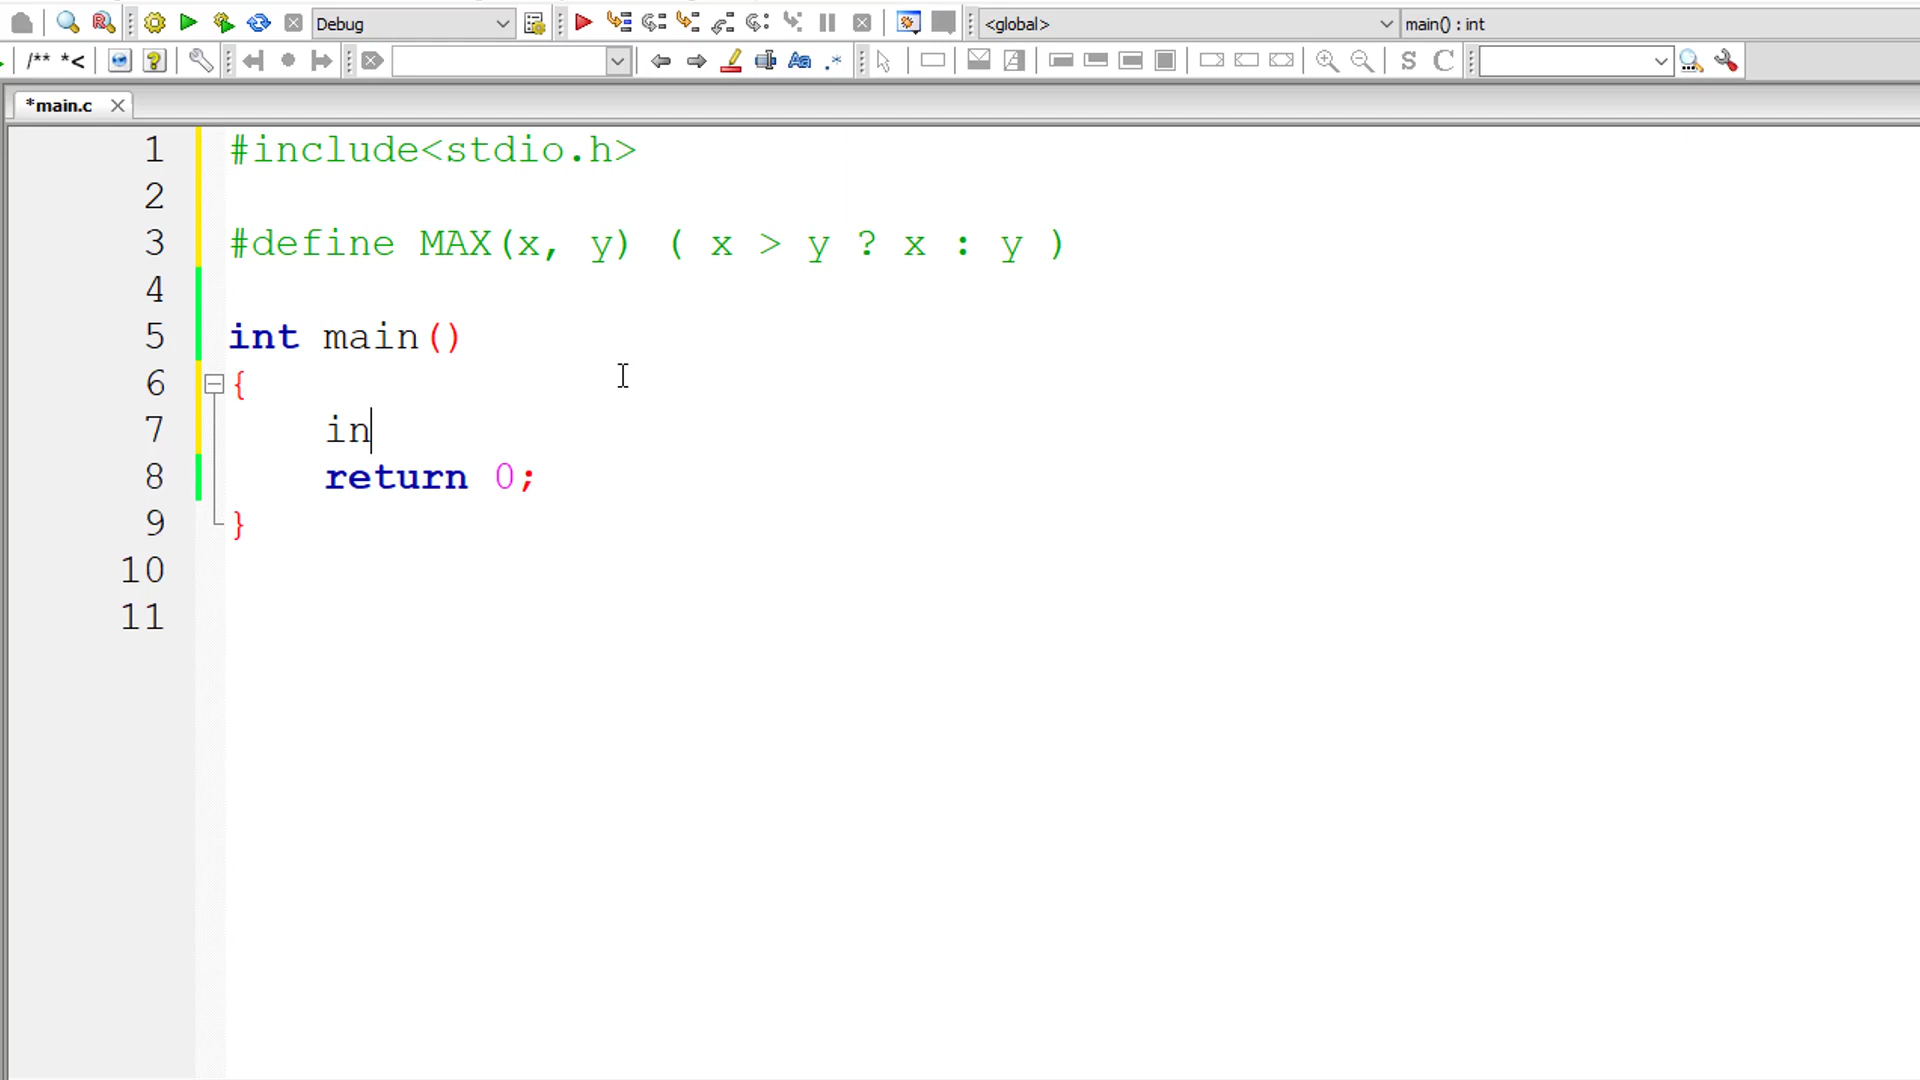 Debug
<global>
main() : int
/** *<
Aa
.*
S
C
*main.c
1 #include<stdio.h>
2
3 #define MAX(x, y) ( x > y ? x : y )
4
5 int main()
6 {
7 in
8 return 0;
9 }
10
11